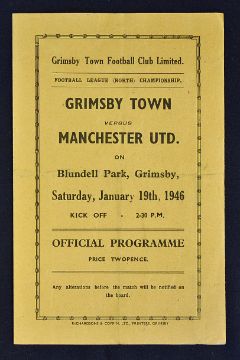 Grimsby Town Football Club Limited.
FOOTBALL LEAGUE (NORTH) CHAMPIONSHIP.
GRIMSBY TOWN
VERSUS
MANCHESTER UTD.
ON
Blundell Park, Grimsby,
Saturday, January 19th, 1946
KICK OFF - 2-30 P.M.
OFFICIAL PROGRAMME
PRICE TWOPENCE.
Any alterations before the match will be notified on
the board.
PRINTERS, GRIMSBY